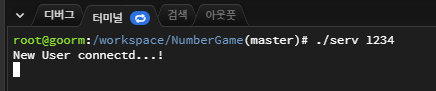 디버그 터미널 검색 아웃풋
root@goorm:/workspace/NumberGame(master)# ./serv 1234
New User connectd...!